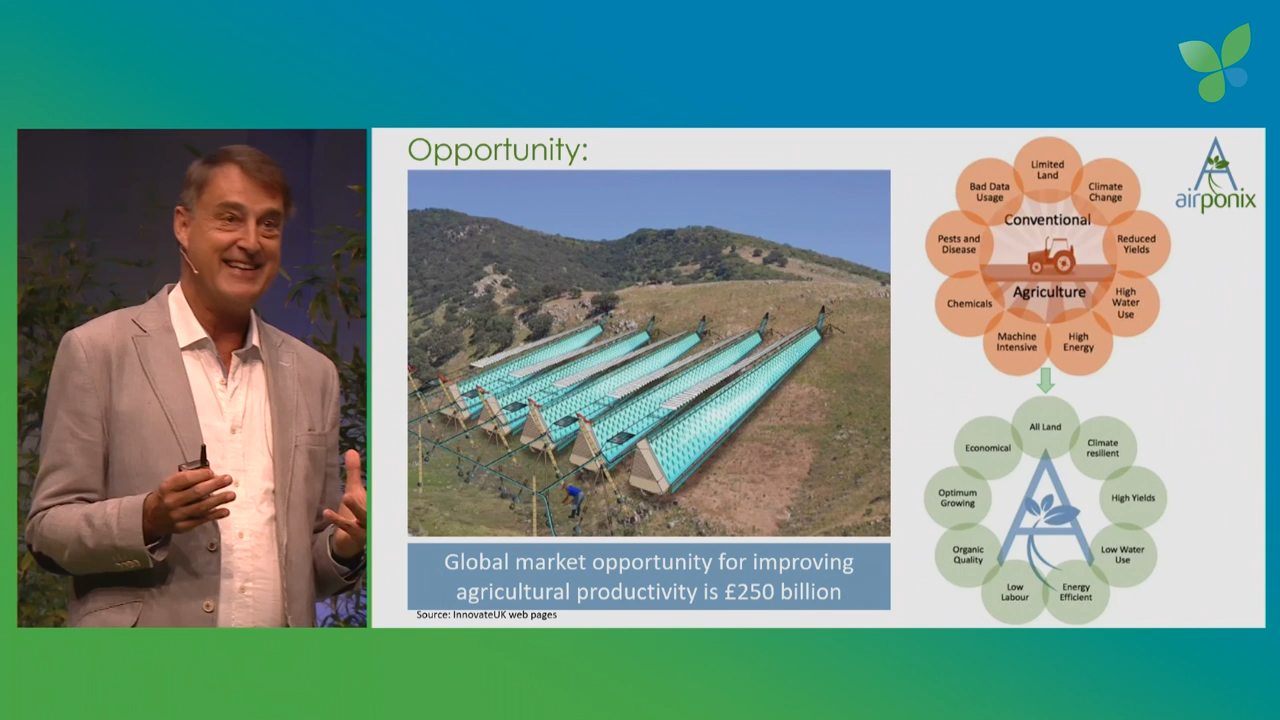 Opportunity:
Global market opportunity for improving
agricultural productivity is £250 billion
Source: InnovateUK web pages
Limited
Land
Bad Data
Usage
Climate
Change
Conventional
Pests and
Disease
Reduced
Yields
Agriculture
Chemicals
High
Water
Use
Machine
Intensive
High
Energy
airponix
All Land
Economical
Climate
resilient
Optimum
Growing
High Yields
Organic
Quality
Low Water
Use
Low
Labour
Energy
Efficient